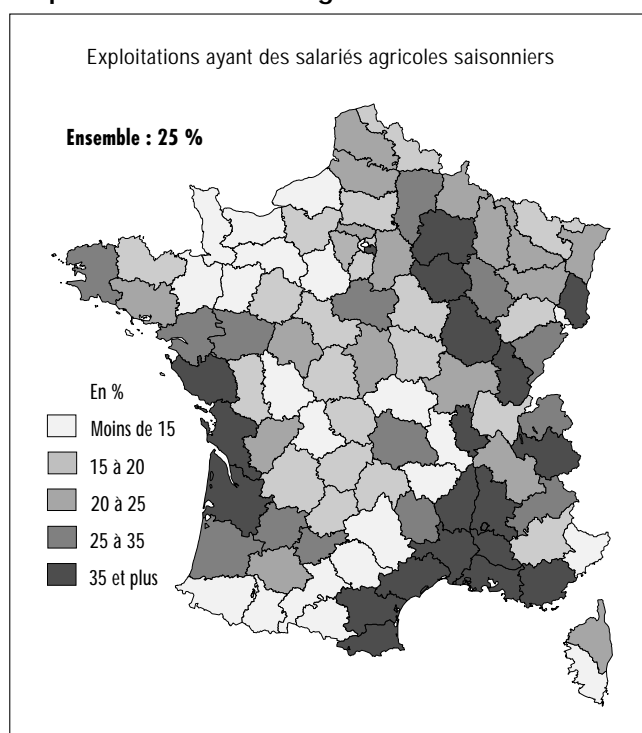 Exploitations ayant des salariés agricoles saisonniers
Ensemble : 25 %
En %
Moins de 15
15 à 20
20 à 25
25 à 35
35 et plus